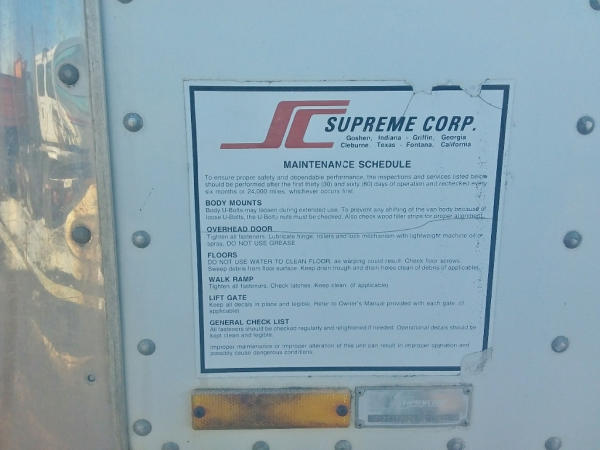 SC SUPREME CORP.
Goshen, Indiana - Griffin, Georgia
Cleburne, Texas - Fontana, California
MAINTENANCE SCHEDULE
To ensure proper safety and dependable performance, the inspections and services listed below
should be performed after the first thirty (30) and sixty (60) days of operation and rechecked every
six months or 24,000 miles, whichever occurs first.
BODY MOUNTS
Body U-Bolts may loosen during extended use. To prevent any shifting of the van body because of
loose U-Bolts, the U-Bolts nuts must be checked. Also check wood filler strips for proper alignment.
OVERHEAD DOOR
Tighten all fasteners. Lubricate hinge, rollers and lock mechanism with lightweight machine oil or
spray. DO NOT USE GREASE.
FLOORS
DO NOT USE WATER TO CLEAN FLOOR, as warping could result. Check floor screws.
Sweep debris from floor surface. Keep drain trough and drain holes clean of debris (if applicable).
WALK RAMP
Tighten all fasteners. Check latches. Keep clean. (if applicable)
LIFT GATE
Keep all decals in place and legible. Refer to Owner's Manual provided with each gate. (if
applicable)
GENERAL CHECK LIST
All fasteners should be checked regularly and retightened if needed. Operational decals should be
kept clean and legible.
Improper maintenance or improper alteration of this unit can result in improper operation and
possibly cause dangerous conditions.